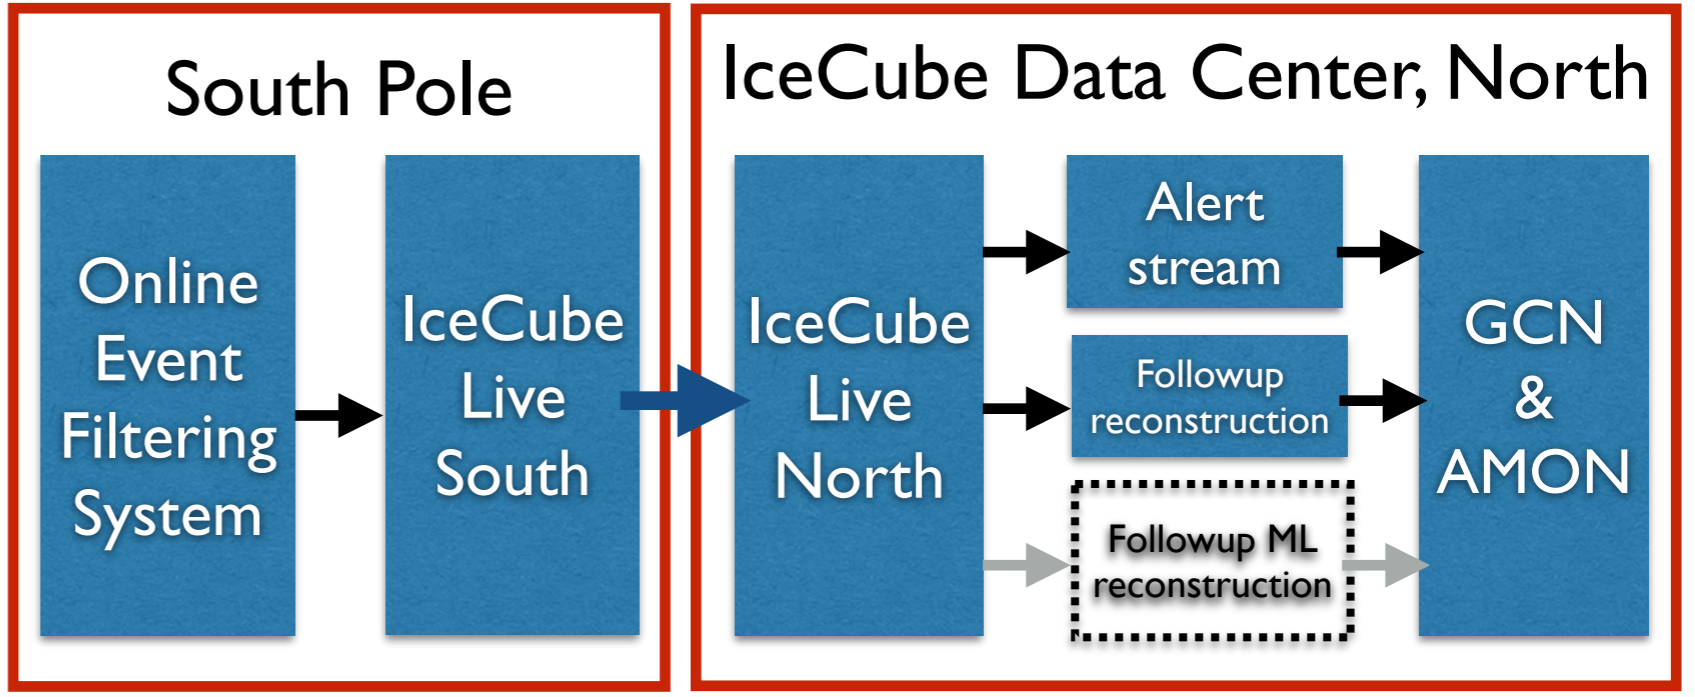 South Pole
Online
Event
Filtering
System
IceCube
Live
South
IceCube Data Center, North
IceCube
Live
North
Alert
stream
Followup
reconstruction
Followup ML
reconstruction
GCN
&
AMON